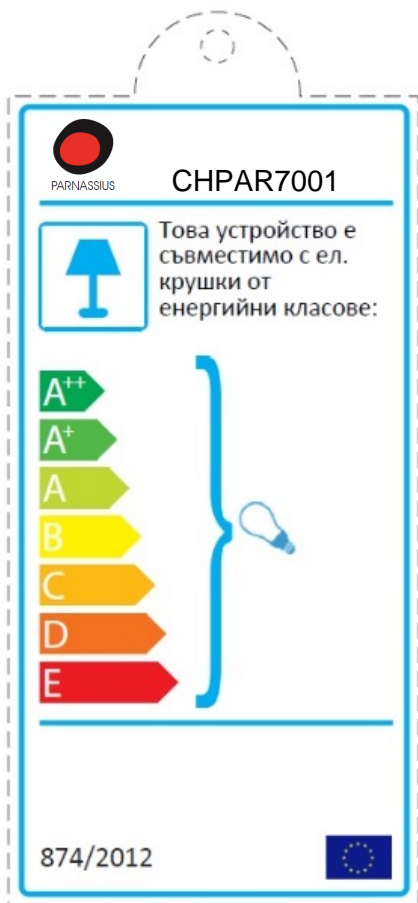 PARNASSIUS
CHPAR7001
Това устройство е
съвместимо с ел.
крушки от
енергийни класове:
A++
A+
A
B
C
D
E
874/2012